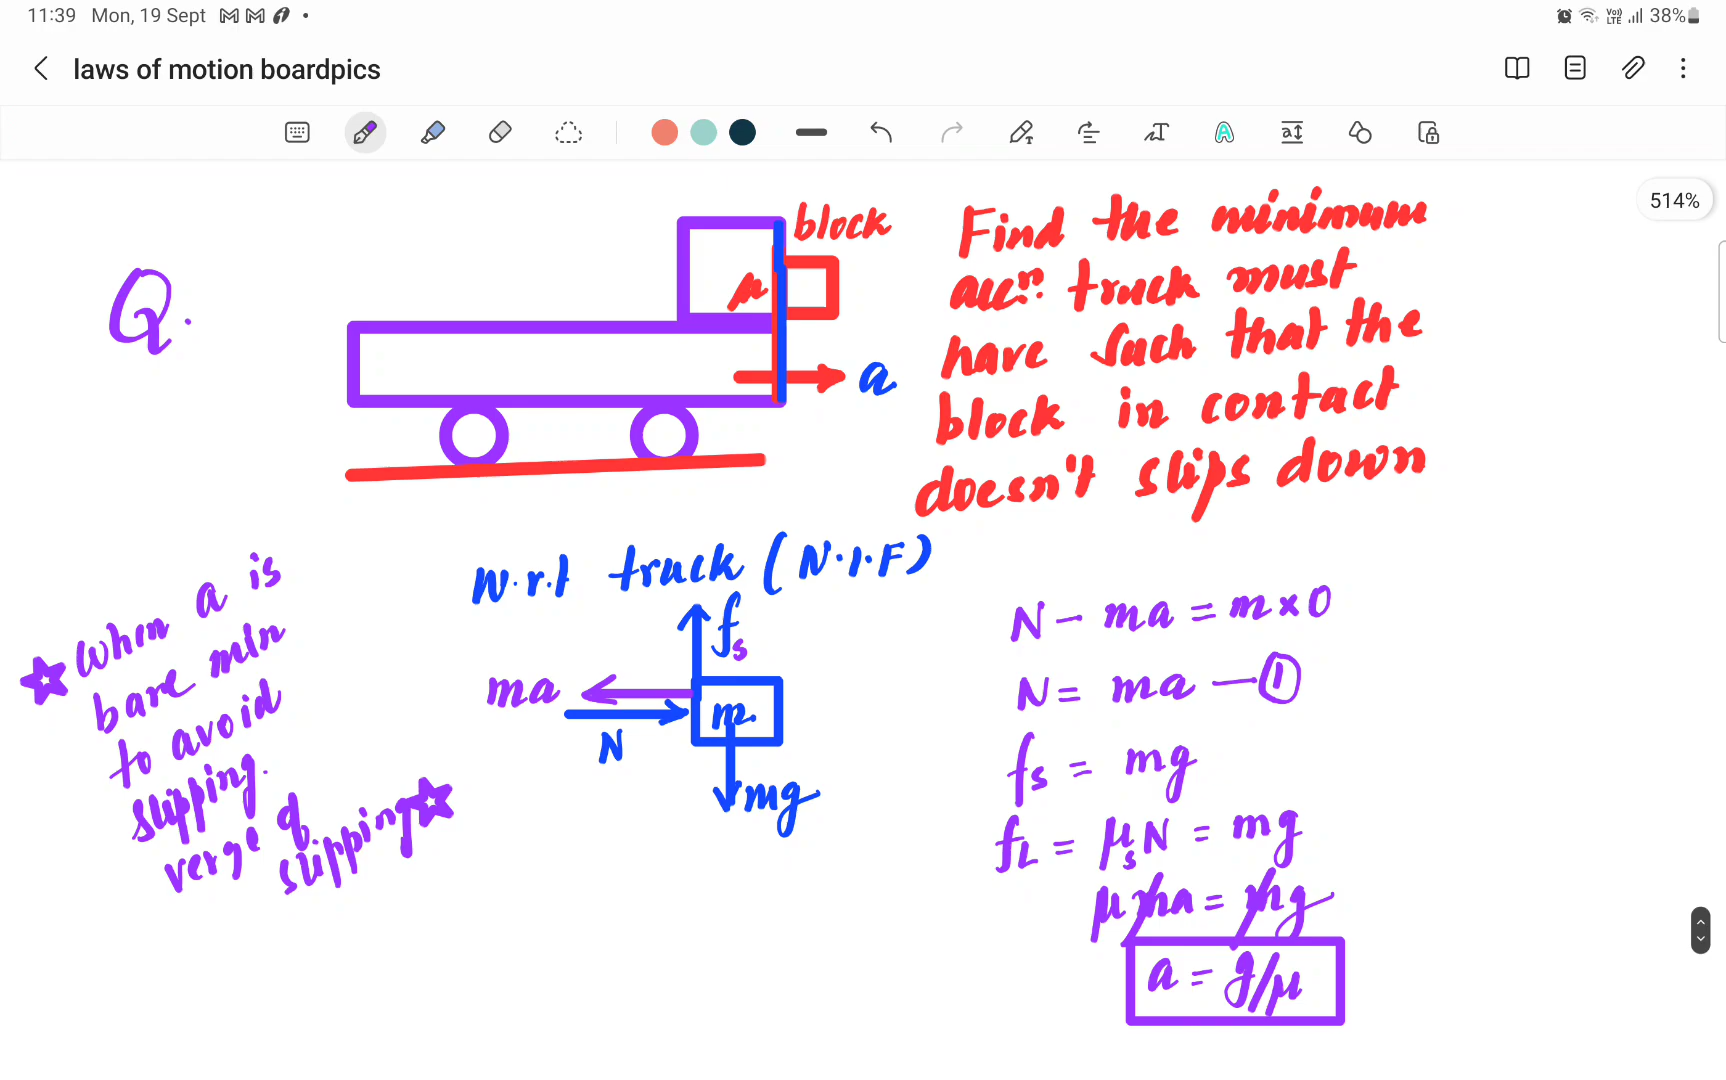 11:39 Mon, 19 Sept
Vo)) LTE 38%
laws of motion boardpics
514%
Q.
block
μ
a
Find the minimum
accn. truck must
have such that the
block in contact
doesn't slips down
w.r.t truck (N.I.F)
fs
ma
N
m
mg
when a is
bare min
to avoid
slipping.
verge of
slipping
N - ma = m × 0
N = ma — ①
fs = mg
fL = μsN = mg
μma = mg
a = g/μ